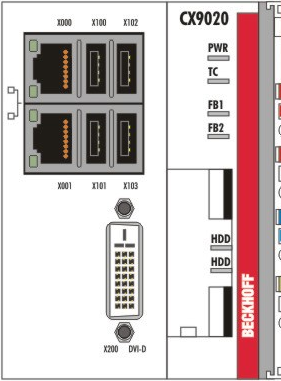 X000 X100 X102
CX9020
PWR
TC
FB1
FB2
X001 X101 X103
HDD
HDD
BECKHOFF
X200 DVI-D